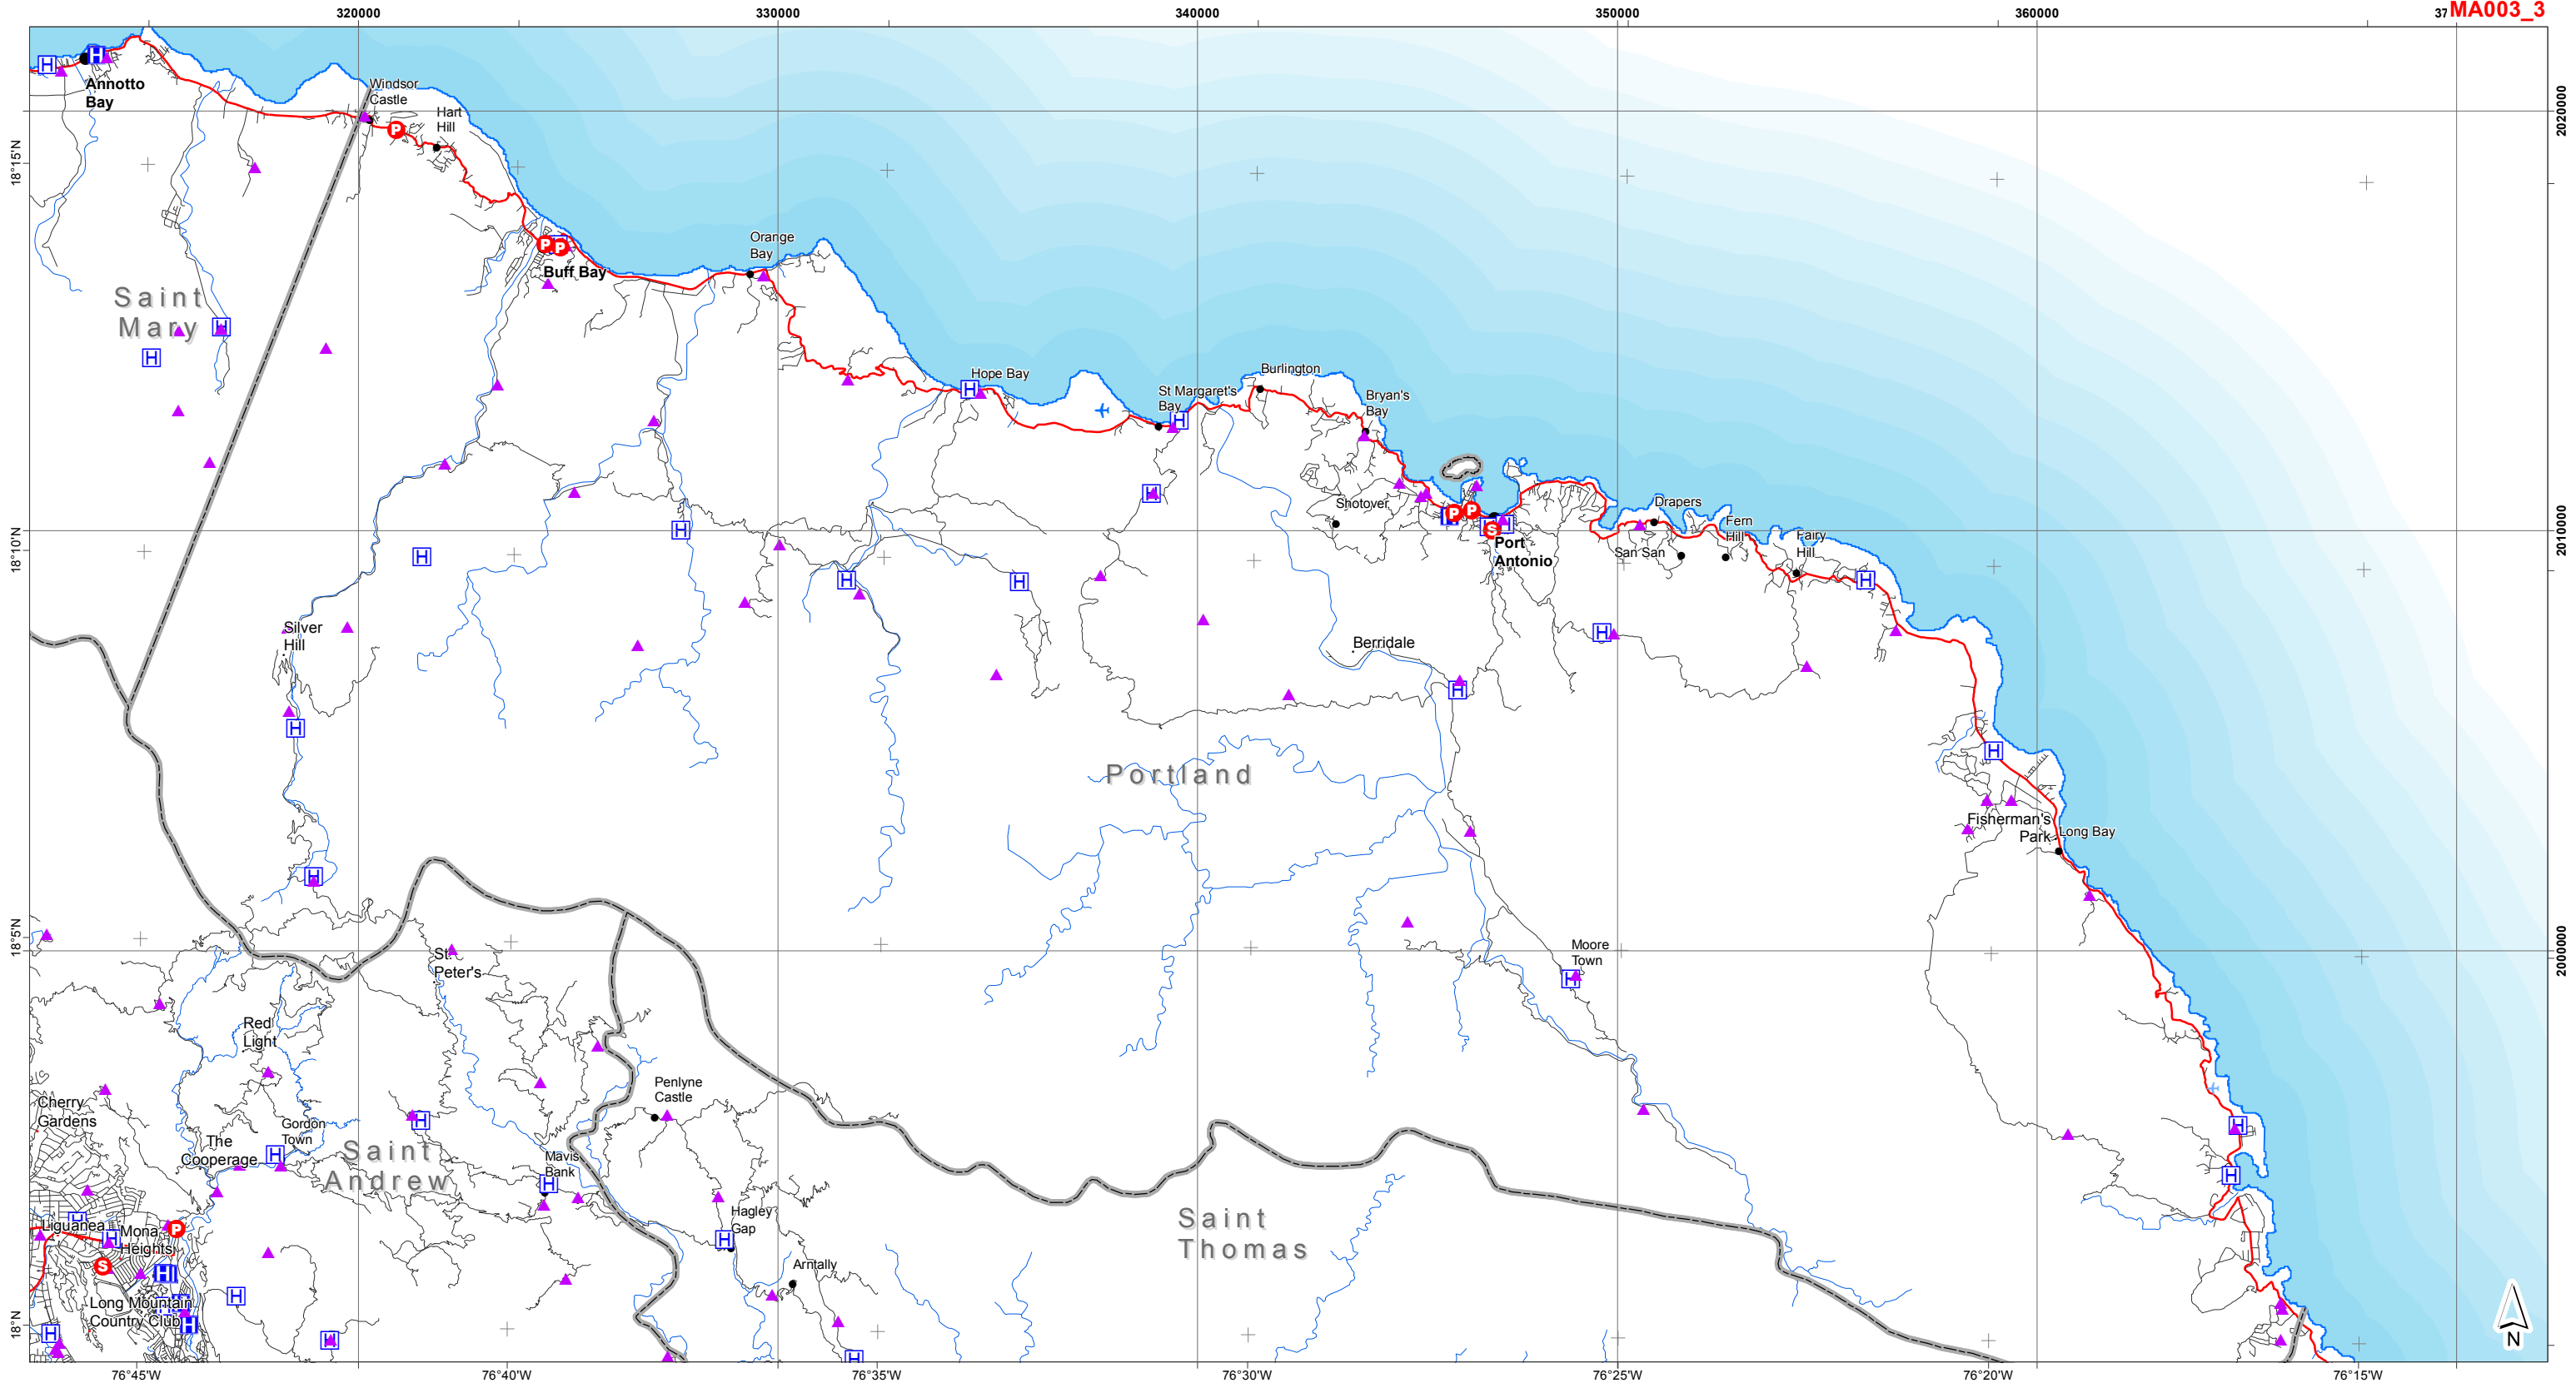 320000
330000
340000
350000
360000
37
MA003_3
Annotto
Bay
Windsor
Castle
Hart
Hill
2020000
18°15'N
P
Orange
Bay
Buff Bay
Saint
Mary
Hope Bay
St Margaret's
Bay
Burlington
Bryan's
Bay
Shotover
Drapers
Fern
Hill
Fairy
Hill
San San
Port
Antonio
18°10'N
2010000
Silver
Hill
Berridale
Portland
Fisherman's
Park
Long Bay
Moore
Town
18°5'N
2000000
St.
Peter's
Red
Light
Cherry
Gardens
Gordon
Town
The
Cooperage
Saint
Andrew
Penlyne
Castle
Mavis
Bank
Hagley
Gap
Arntally
Saint
Thomas
Liguanea
Mona
Heights
Long Mountain
Country Club
18°N
N
76°45'W
76°40'W
76°35'W
76°30'W
76°25'W
76°20'W
76°15'W